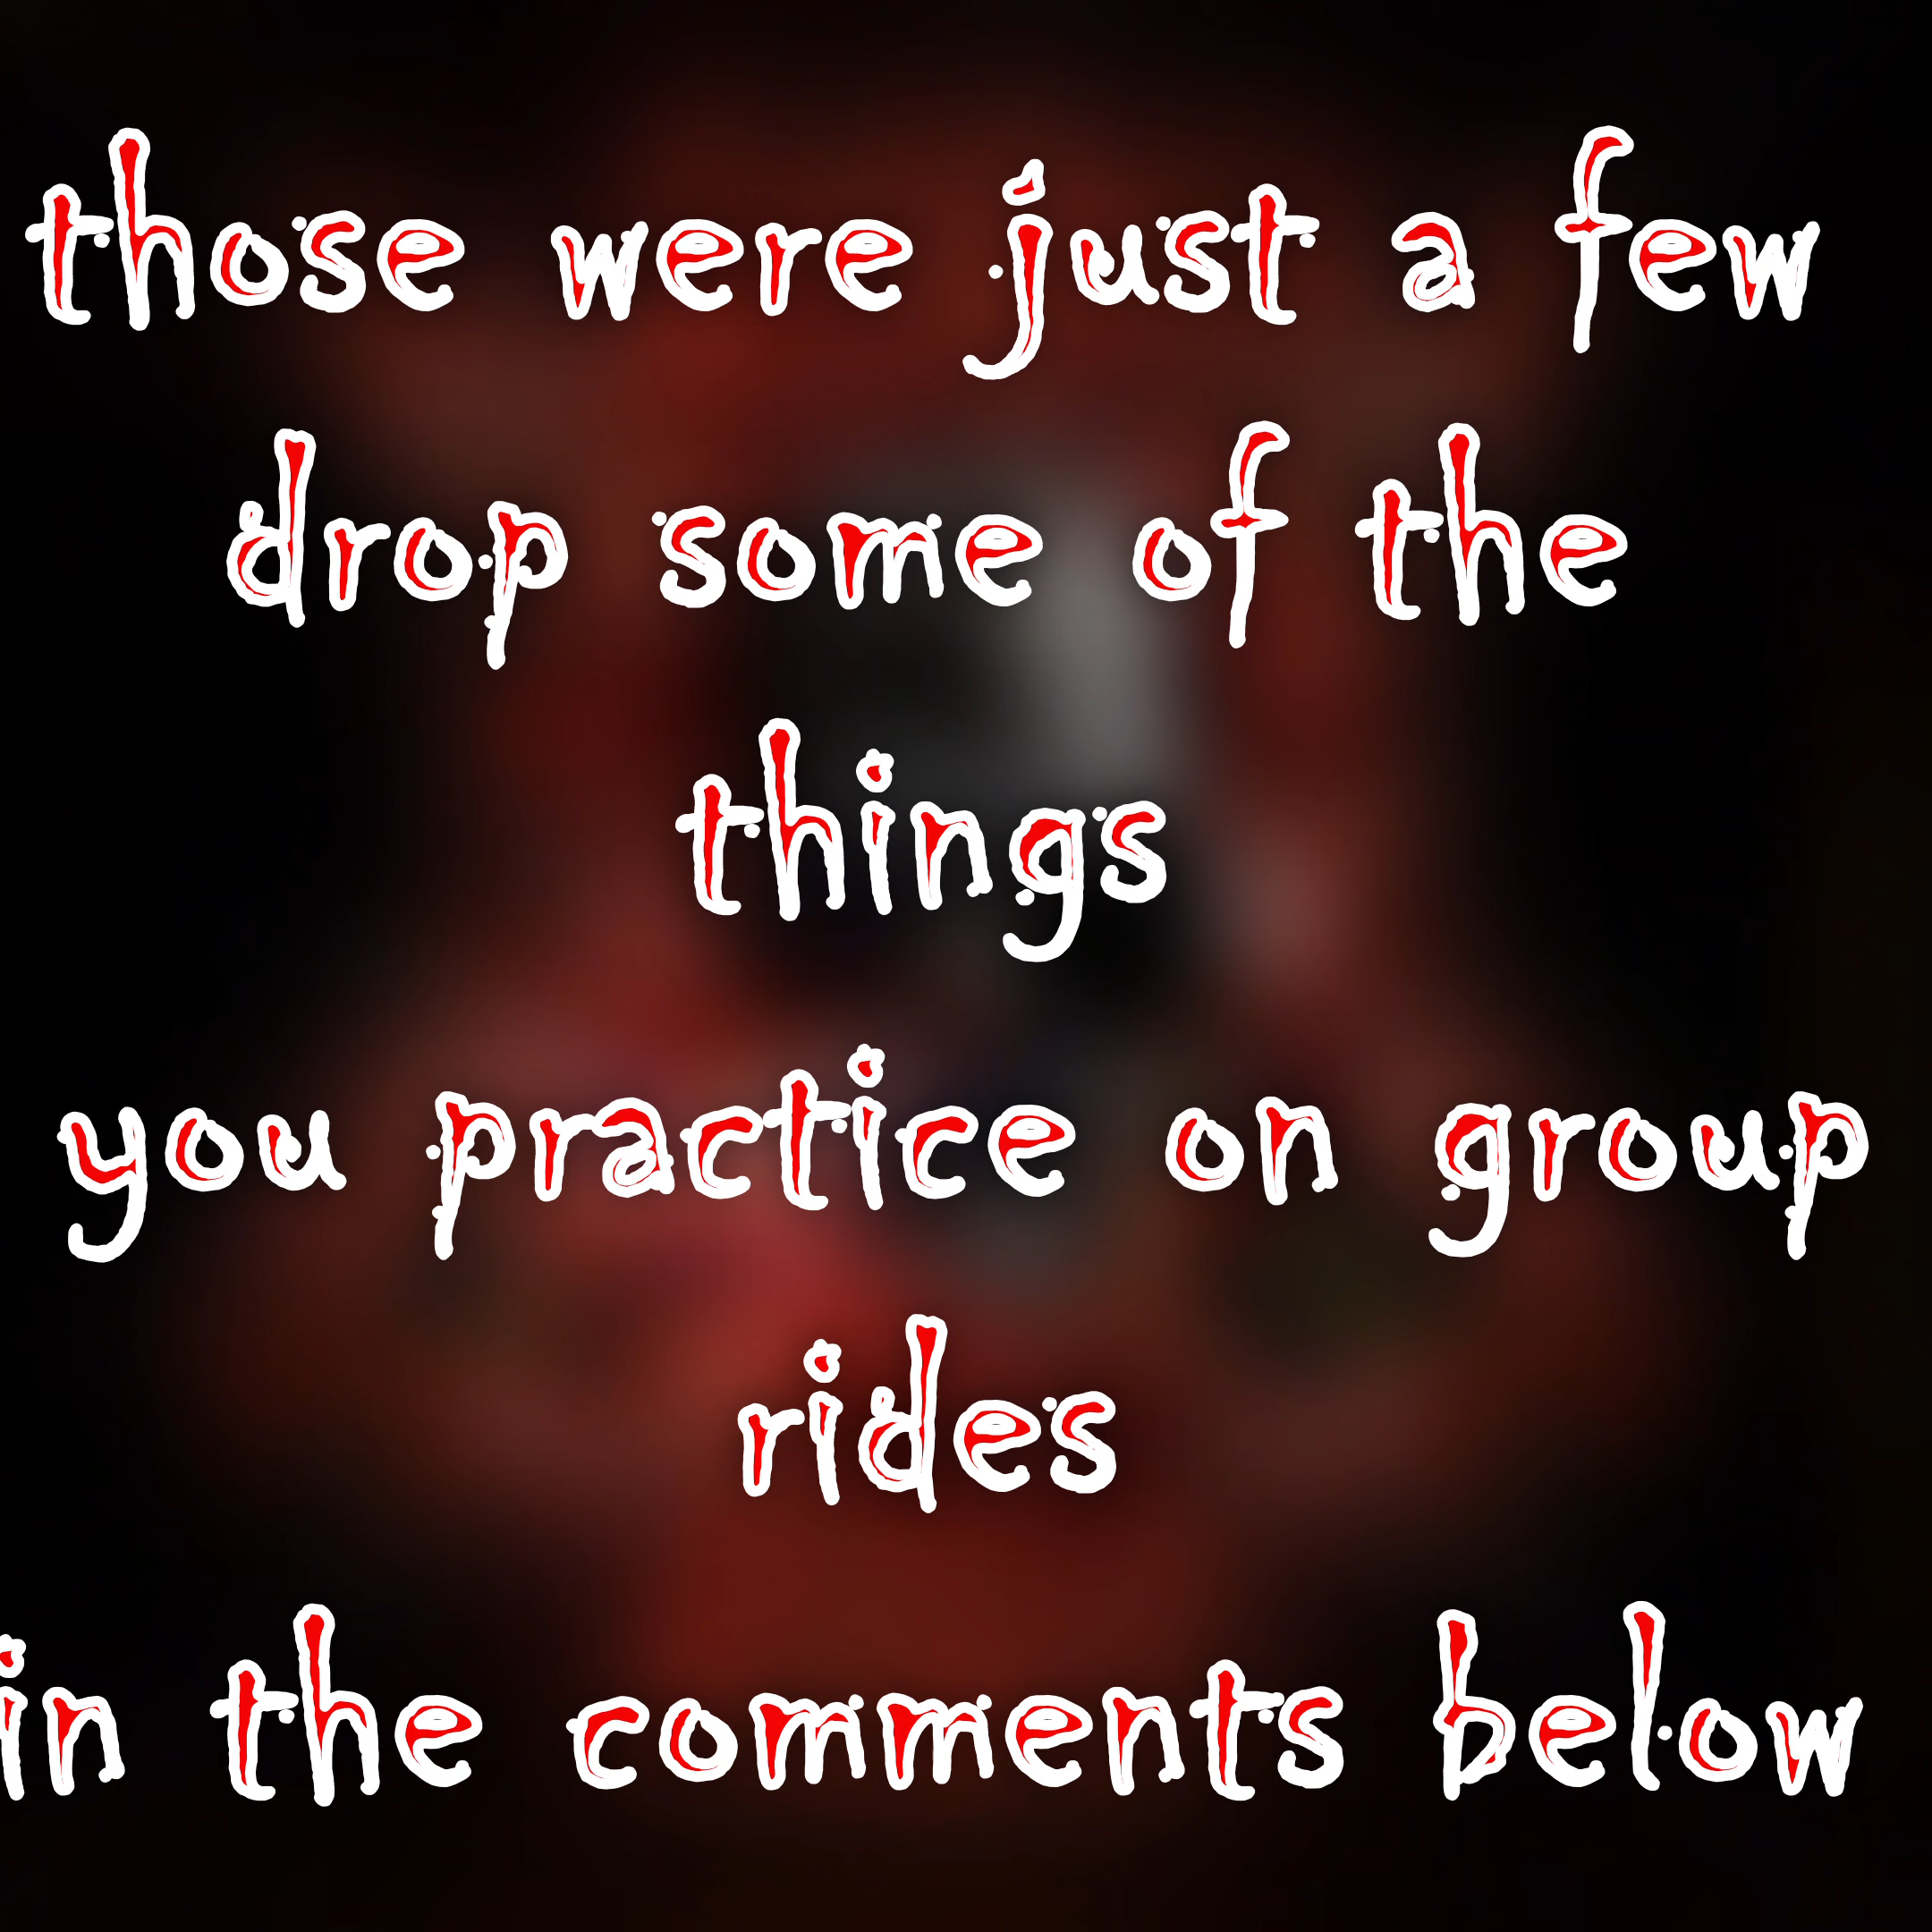 those were just a few
drop some of the
things
you practice on group
rides
in the comments below